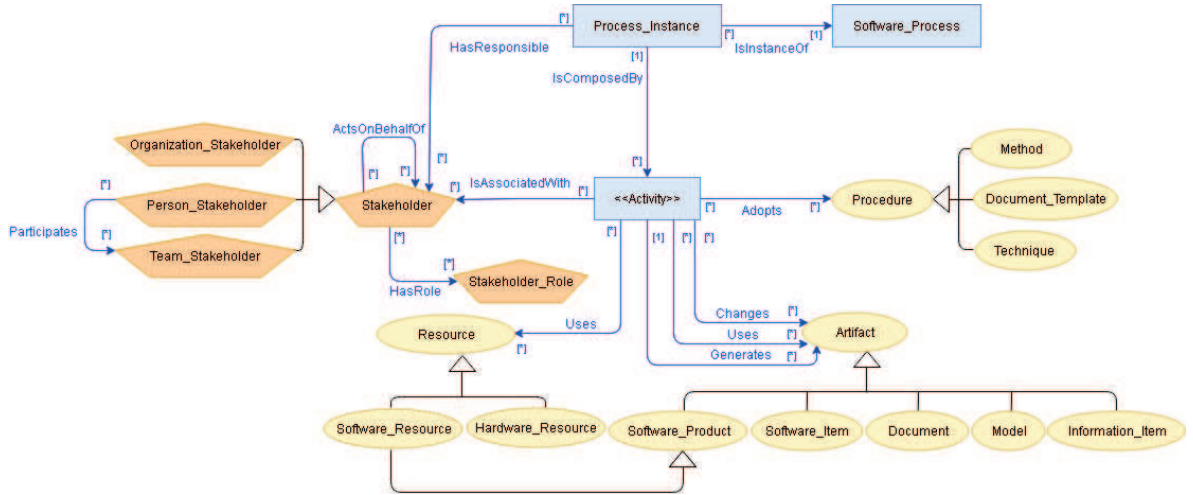 [*]
Process_Instance
[*]
Software_Process
HasResponsible
[*]
[1]
IsInstanceOf
[1]
IsComposedBy
ActsOnBehalfOf
Organization_Stakeholder
Method
[*]
[*]
[*]
[*]
[*]
IsAssociatedWith
[*]
[*]
Person_Stakeholder
Stakeholder
<<Activity>>
Procedure
Document_Template
[*]
Adopts
[*]
Participates
[*]
[*]
[*]
[1]
[*]
[*]
Team_Stakeholder
Technique
[*]
Stakeholder_Role
HasRole
Changes
[*]
Resource
Uses
Uses
[*]
Artifact
[*]
Generates
[*]
Software_Resource
Hardware_Resource
Software_Product
Software_Item
Document
Model
Information_Item